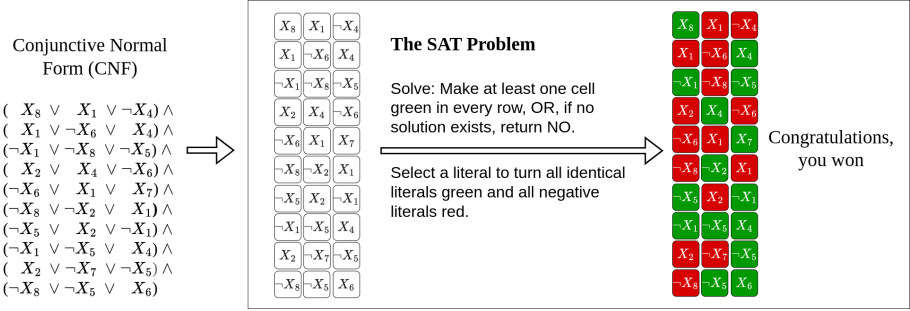 Conjunctive Normal
Form (CNF)
( X₈ ∨ X₁ ∨ ¬X₄) ∧
( X₁ ∨ ¬X₆ ∨ X₄) ∧
(¬X₁ ∨ ¬X₈ ∨ ¬X₅) ∧
( X₂ ∨ X₄ ∨ ¬X₆) ∧
(¬X₆ ∨ X₁ ∨ X₇) ∧
(¬X₈ ∨ ¬X₂ ∨ X₁) ∧
(¬X₅ ∨ X₂ ∨ ¬X₁) ∧
(¬X₁ ∨ ¬X₅ ∨ X₄) ∧
( X₂ ∨ ¬X₇ ∨ ¬X₅) ∧
(¬X₈ ∨ ¬X₅ ∨ X₆)
X₈ X₁ ¬X₄
X₁ ¬X₆ X₄
¬X₁ ¬X₈ ¬X₅
X₂ X₄ ¬X₆
¬X₆ X₁ X₇
¬X₈ ¬X₂ X₁
¬X₅ X₂ ¬X₁
¬X₁ ¬X₅ X₄
X₂ ¬X₇ ¬X₅
¬X₈ ¬X₅ X₆
The SAT Problem
Solve: Make at least one cell
green in every row, OR, if no
solution exists, return NO.
Select a literal to turn all identical
literals green and all negative
literals red.
X₈ X₁ ¬X₄
X₁ ¬X₆ X₄
¬X₁ ¬X₈ ¬X₅
X₂ X₄ ¬X₆
¬X₆ X₁ X₇
¬X₈ ¬X₂ X₁
¬X₅ X₂ ¬X₁
¬X₁ ¬X₅ X₄
X₂ ¬X₇ ¬X₅
¬X₈ ¬X₅ X₆
Congratulations,
you won